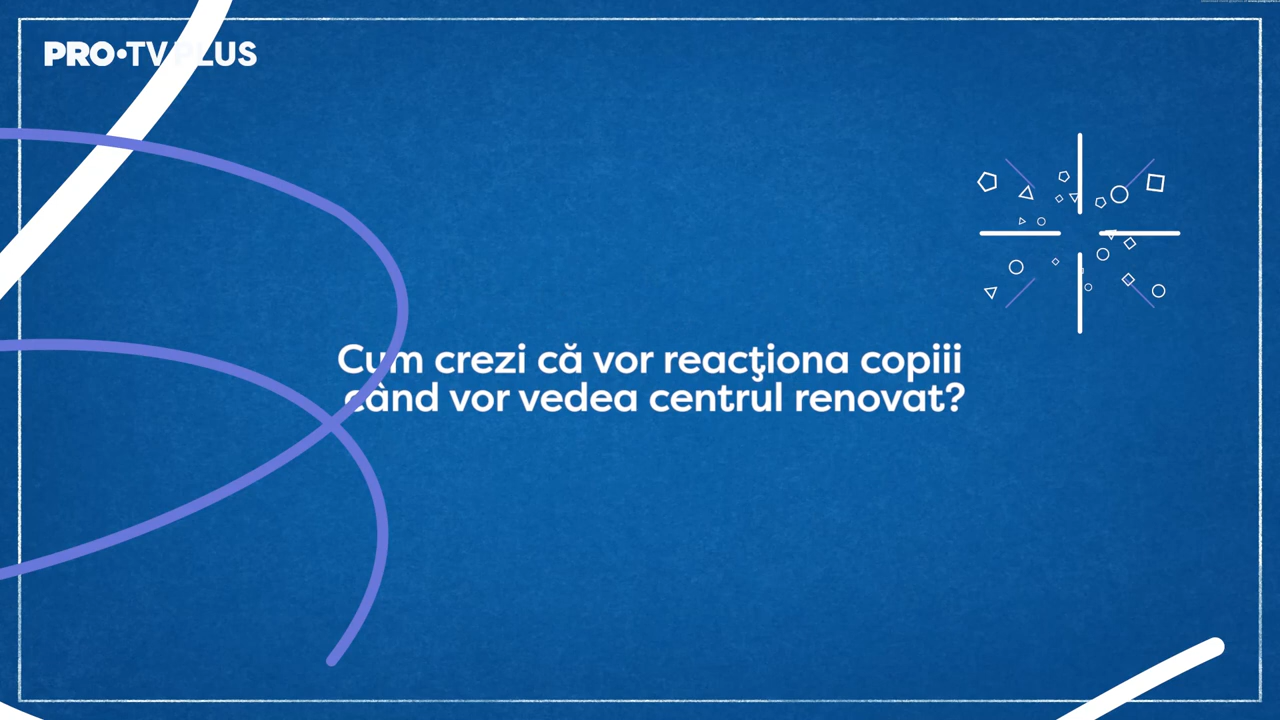 PRO•TV PLUS
Cum crezi că vor reacţiona copiii
când vor vedea centrul renovat?